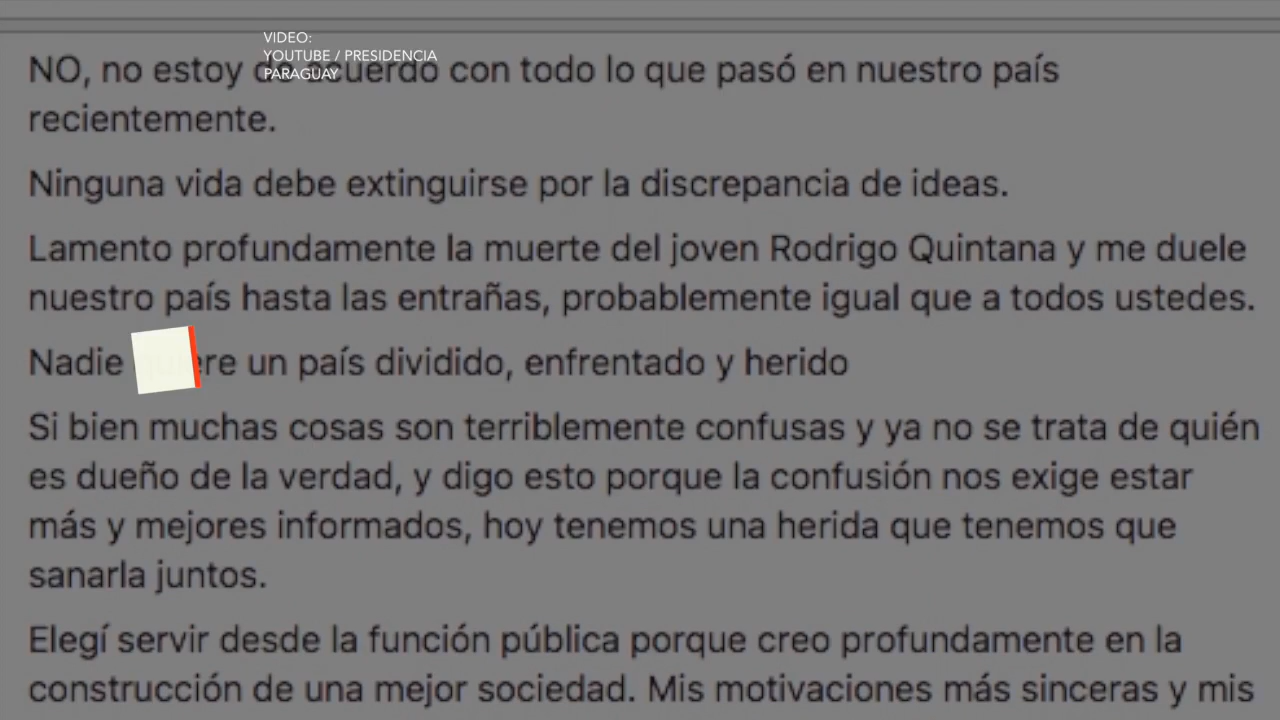 VIDEO:
YOUTUBE / PRESIDENCIA
PARAGUAY
NO, no estoy de acuerdo con todo lo que pasó en nuestro país
recientemente.
Ninguna vida debe extinguirse por la discrepancia de ideas.
Lamento profundamente la muerte del joven Rodrigo Quintana y me duele
nuestro país hasta las entrañas, probablemente igual que a todos ustedes.
Nadie quiere un país dividido, enfrentado y herido
Si bien muchas cosas son terriblemente confusas y ya no se trata de quién
es dueño de la verdad, y digo esto porque la confusión nos exige estar
más y mejores informados, hoy tenemos una herida que tenemos que
sanarla juntos.
Elegí servir desde la función pública porque creo profundamente en la
construcción de una mejor sociedad. Mis motivaciones más sinceras y mis